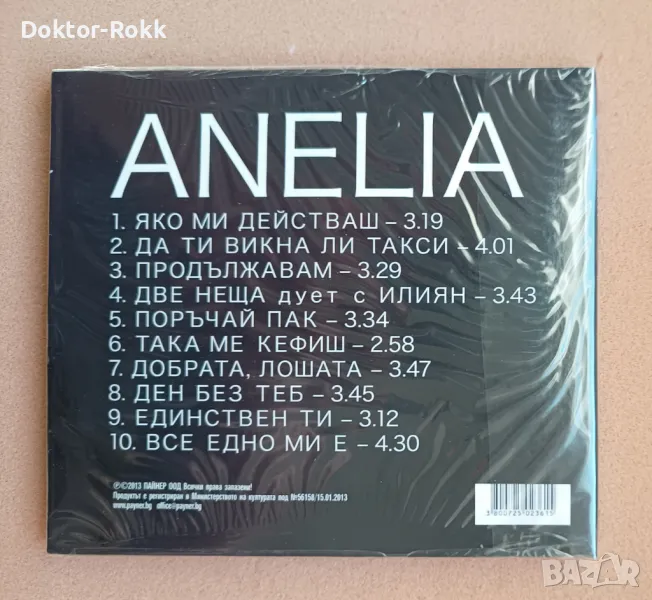 Doktor-Rokk
ANELIA
1. ЯКО МИ ДЕЙСТВАШ – 3.19
2. ДА ТИ ВИКНА ЛИ ТАКСИ – 4.01
3. ПРОДЪЛЖАВАМ – 3.29
4. ДВЕ НЕЩА дует с ИЛИЯН – 3.43
5. ПОРЪЧАЙ ПАК – 3.34
6. ТАКА МЕ КЕФИШ – 2.58
7. ДОБРАТА, ЛОШАТА – 3.47
8. ДЕН БЕЗ ТЕБ – 3.45
9. ЕДИНСТВЕН ТИ – 3.12
10. ВСЕ ЕДНО МИ Е – 4.30
℗©2013 ПАЙНЕР ООД Всички права запазени!
Продуктът е регистриран в Министерството на културата под №56158/15.01.2013
www.payner.bg office@payner.bg
3800725023615
BAZAR